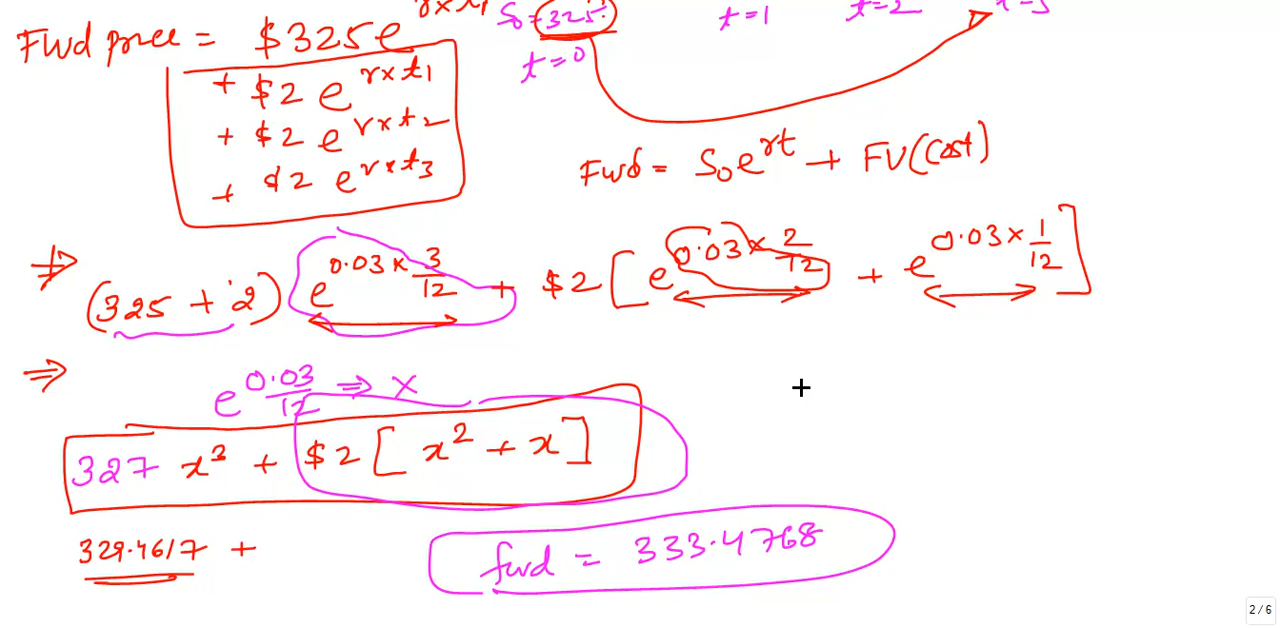 S₀ = 325 t=1 t=2
Fwd price = $325e
t=0
+ $2 e^(r×t1)
+ $2 e^(r×t2)
+ $2 e^(r×t3)
Fwd = S₀e^(rt) + FV(Cost)
⇒ (325 + 2) e^(0.03 × 3/12) + $2 [ e^(0.03 × 2/12) + e^(0.03 × 1/12) ]
⇒ e^(0.03/12) ⇒ x
327 x³ + $2 [ x² + x ]
329.4617 +
fwd = 333.4768
2 / 6